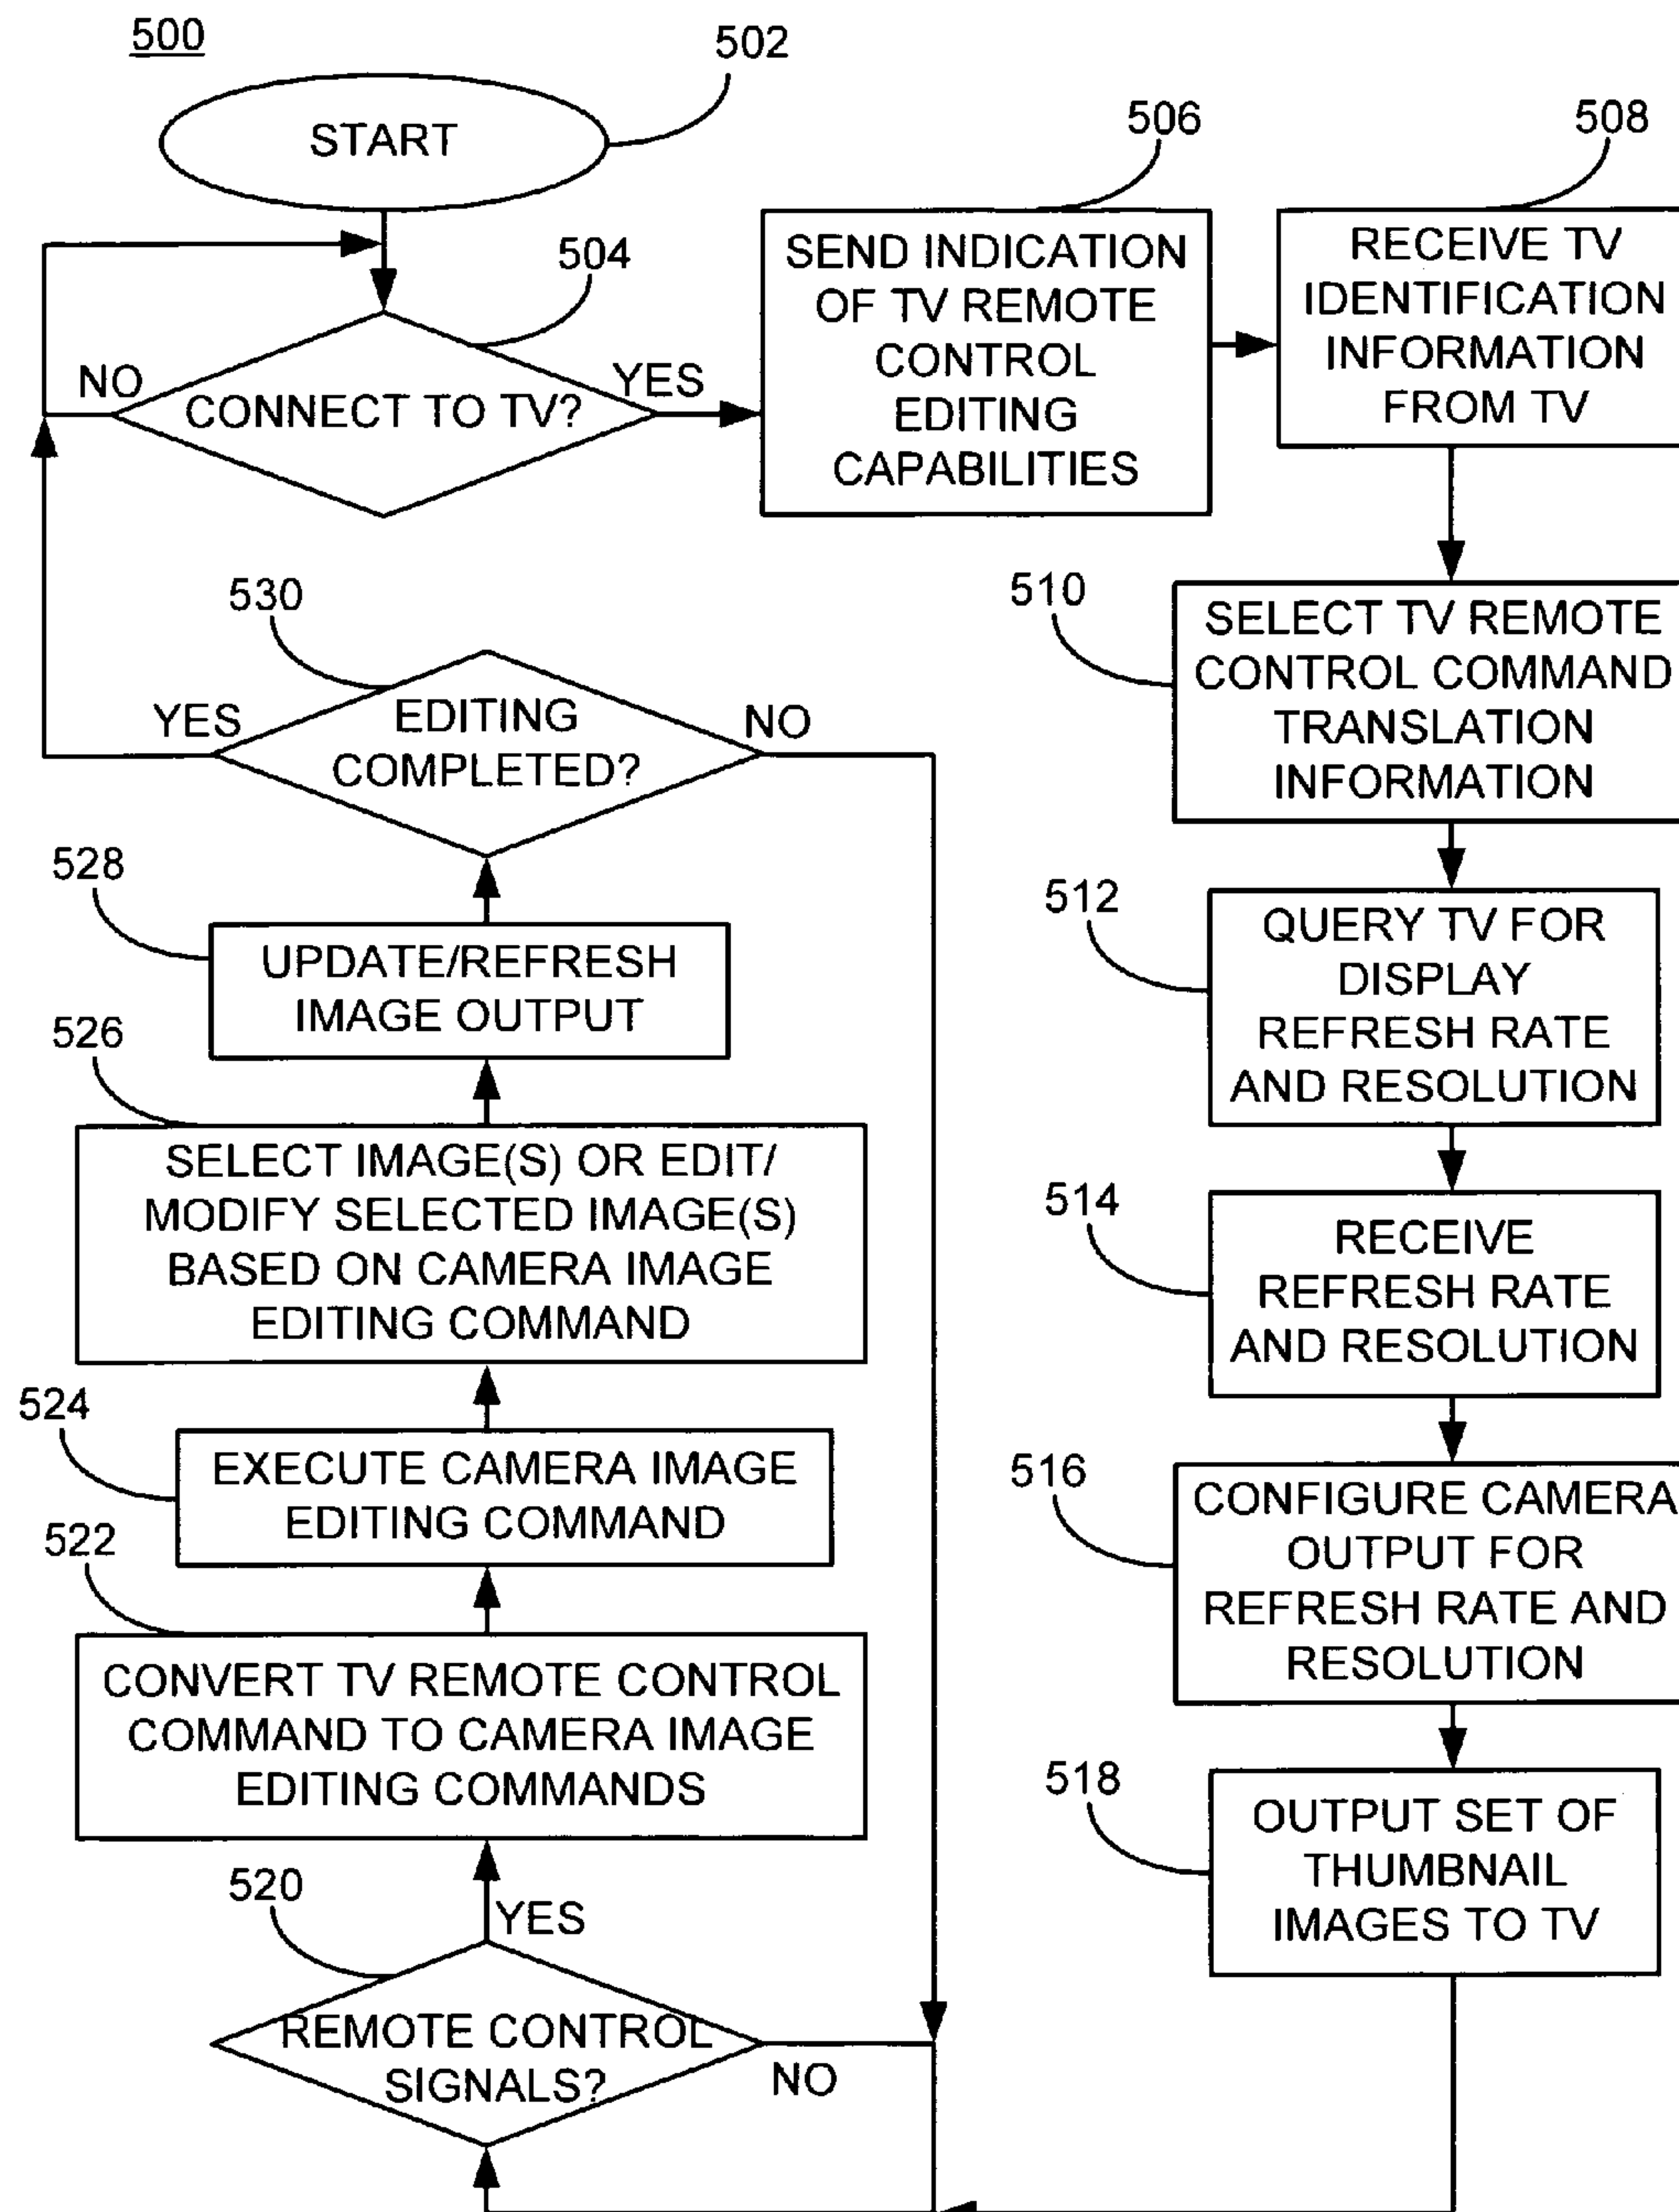 500
502
START
504
NO
YES
CONNECT TO TV?
506
SEND INDICATION
OF TV REMOTE
CONTROL
EDITING
CAPABILITIES
508
RECEIVE TV
IDENTIFICATION
INFORMATION
FROM TV
510
SELECT TV REMOTE
CONTROL COMMAND
TRANSLATION
INFORMATION
512
QUERY TV FOR
DISPLAY
REFRESH RATE
AND RESOLUTION
514
RECEIVE
REFRESH RATE
AND RESOLUTION
516
CONFIGURE CAMERA
OUTPUT FOR
REFRESH RATE AND
RESOLUTION
518
OUTPUT SET OF
THUMBNAIL
IMAGES TO TV
530
YES
EDITING
COMPLETED?
NO
528
UPDATE/REFRESH
IMAGE OUTPUT
526
SELECT IMAGE(S) OR EDIT/
MODIFY SELECTED IMAGE(S)
BASED ON CAMERA IMAGE
EDITING COMMAND
524
EXECUTE CAMERA IMAGE
EDITING COMMAND
522
CONVERT TV REMOTE CONTROL
COMMAND TO CAMERA IMAGE
EDITING COMMANDS
520
YES
REMOTE CONTROL
SIGNALS?
NO